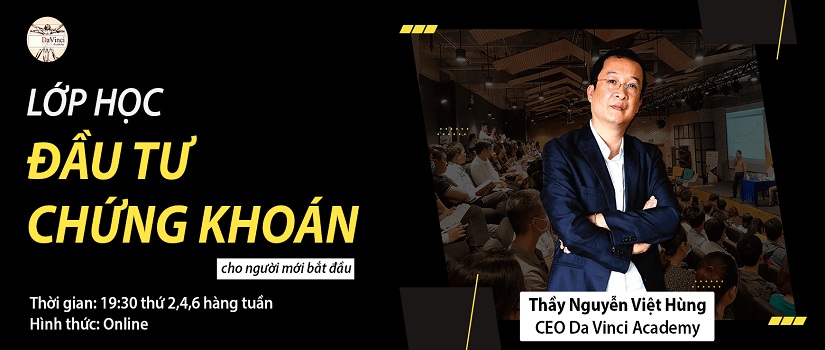 DaVinci
LỚP HỌC
ĐẦU TƯ
CHỨNG KHOÁN
cho người mới bắt đầu
Thời gian: 19:30 thứ 2,4,6 hàng tuần
Hình thức: Online
Thầy Nguyễn Việt Hùng
CEO Da Vinci Academy